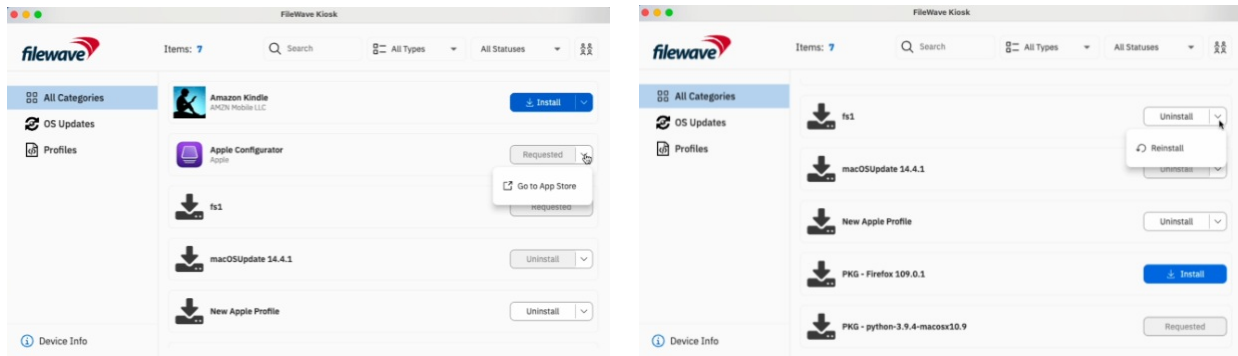 FileWave Kiosk
filewave
Items: 7
Search
All Types
All Statuses
All Categories
OS Updates
Profiles
Amazon Kindle
AMZN Mobile LLC
Install
Apple Configurator
Apple
Requested
Go to App Store
fs1
Requested
macOSUpdate 14.4.1
Uninstall
New Apple Profile
Uninstall
Device Info
FileWave Kiosk
filewave
Items: 7
Search
All Types
All Statuses
All Categories
OS Updates
Profiles
fs1
Uninstall
Reinstall
macOSUpdate 14.4.1
Uninstall
New Apple Profile
Uninstall
PKG - Firefox 109.0.1
Install
PKG - python-3.9.4-macosx10.9
Requested
Device Info